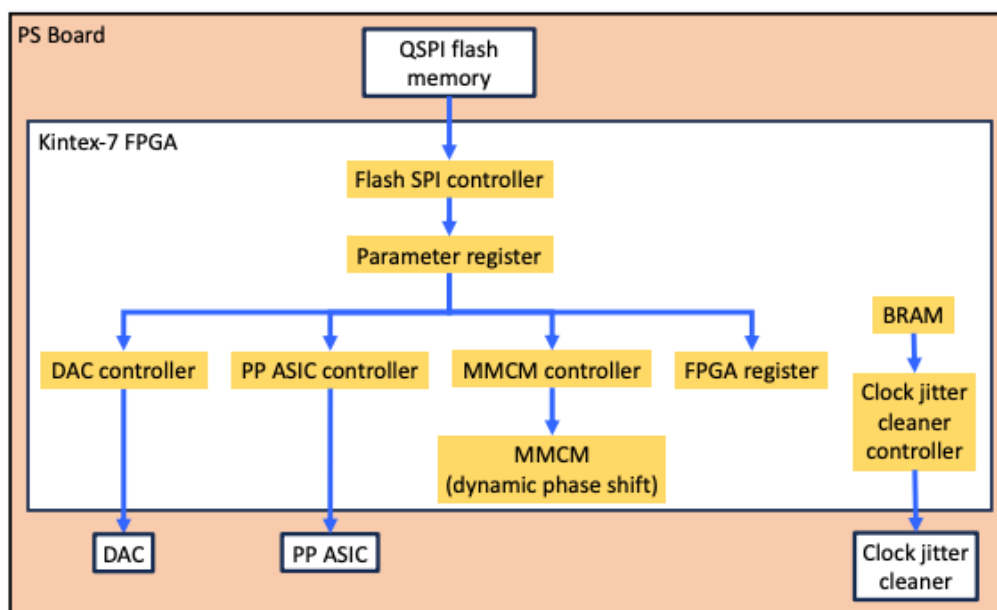 PS Board
QSPI flash
memory
Kintex-7 FPGA
Flash SPI controller
Parameter register
BRAM
DAC controller
PP ASIC controller
MMCM controller
FPGA register
Clock jitter
cleaner
controller
MMCM
(dynamic phase shift)
DAC
PP ASIC
Clock jitter
cleaner